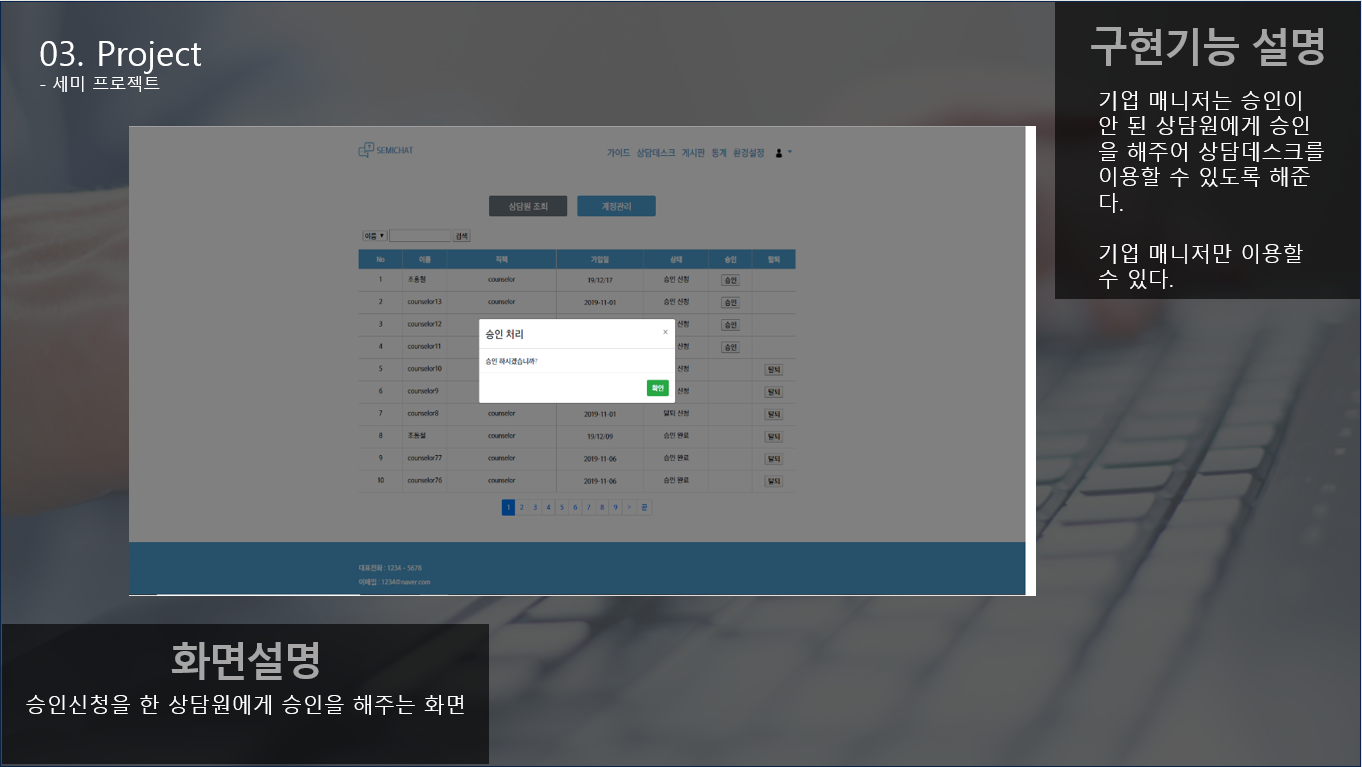 03. Project
- 세미 프로젝트
구현기능 설명
기업 매니저는 승인이
안 된 상담원에게 승인
을 해주어 상담데스크를
이용할 수 있도록 해준
다.
기업 매니저만 이용할
수 있다.
SEMICHAT
가이드 상담데스크 게시판 통계 환경설정
상담원 조회 계정관리
이름 검색
No 이름 직책 가입일 상태 승인 탈퇴
1 조충철 counselor 19/12/17 승인 신청 승인
2 counselor13 counselor 2019-11-01 승인 신청 승인
3 counselor12 신청 승인
4 counselor11 신청 승인
5 counselor10 신청 탈퇴
6 counselor9 신청 탈퇴
7 counselor8 counselor 2019-11-01 탈퇴 신청 탈퇴
8 counselor 19/12/09 승인 완료 탈퇴
9 counselor77 counselor 2019-11-06 승인 완료 탈퇴
10 counselor76 counselor 2019-11-06 승인 완료 탈퇴
승인 처리 ×
승인 하시겠습니까?
확인
1 2 3 4 5 6 7 8 9 > 끝
대표전화 : 1234 - 5678
이메일 : 1234@naver.com
화면설명
승인신청을 한 상담원에게 승인을 해주는 화면